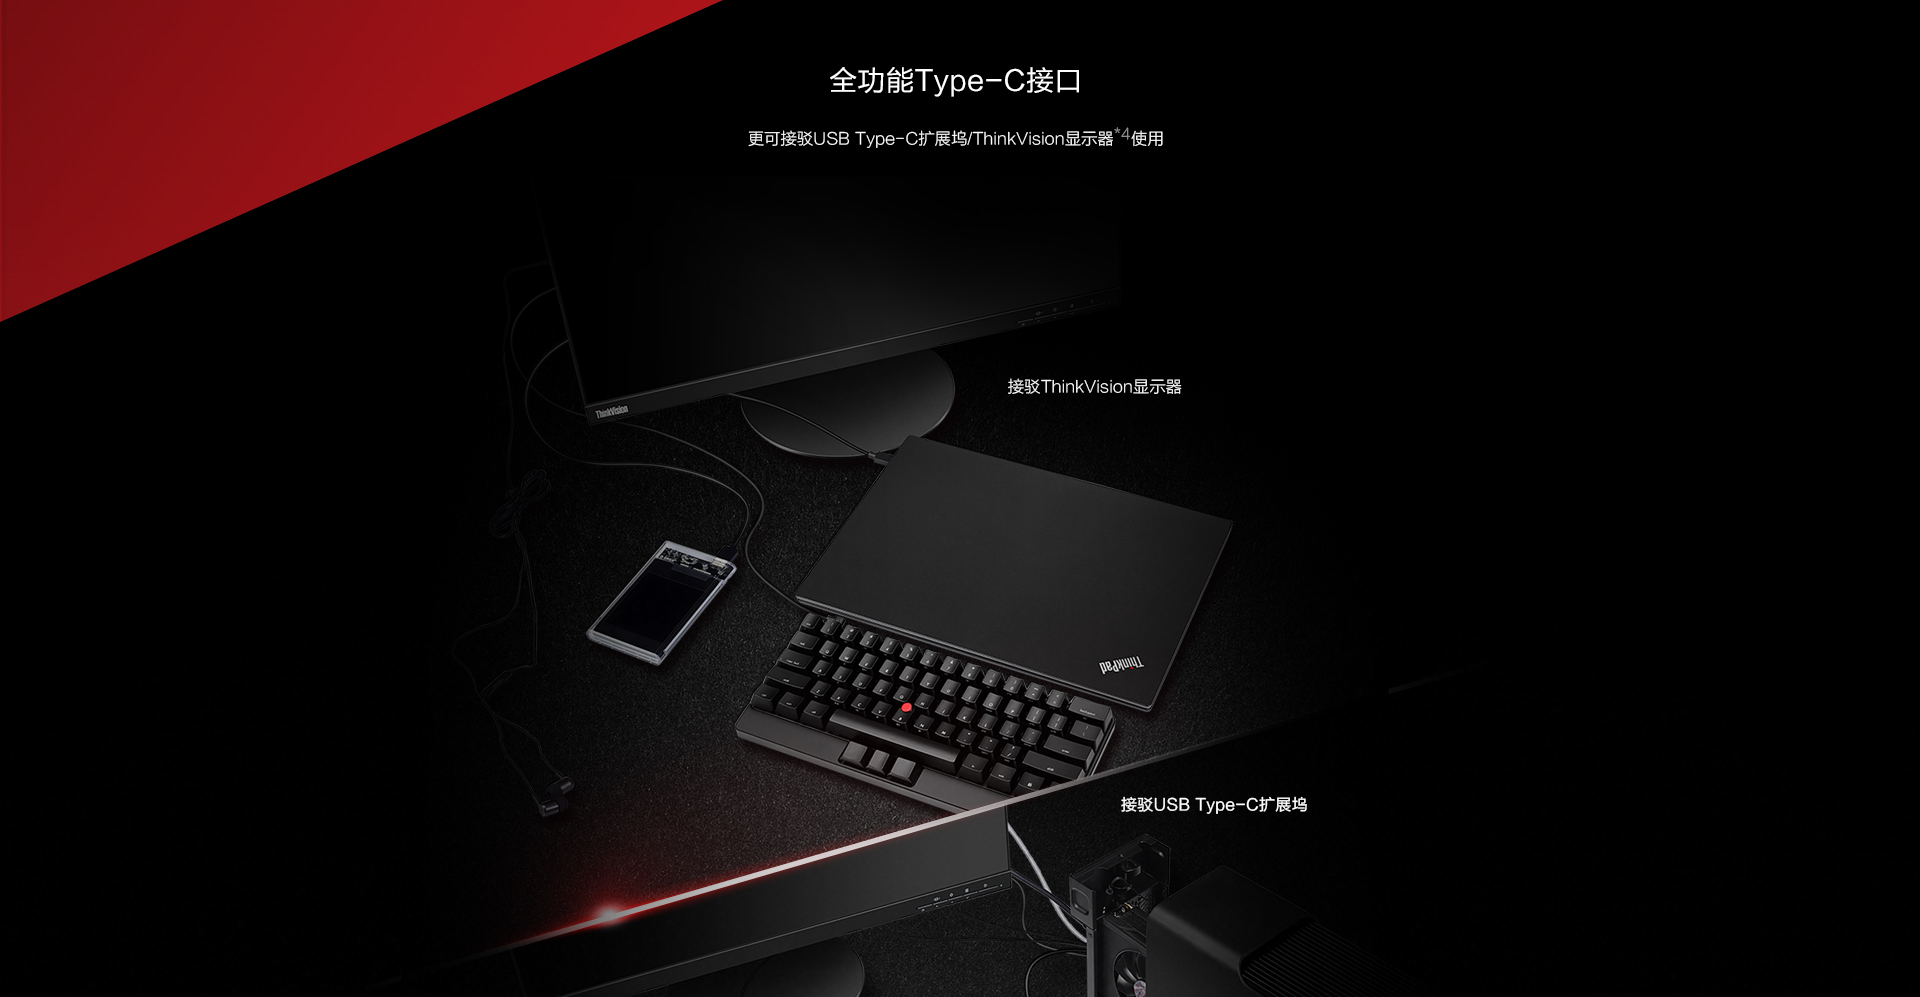 全功能Type-C接口
更可接驳USB Type-C扩展坞/ThinkVision显示器*4使用
接驳ThinkVision显示器
ThinkVision
ThinkPad
接驳USB Type-C扩展坞